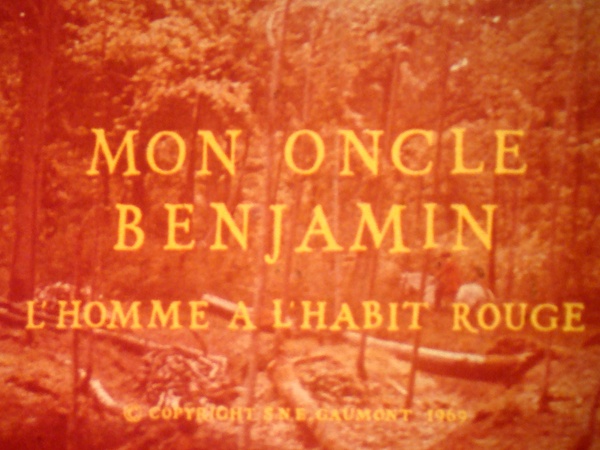 MON ONCLE
BENJAMIN
L'HOMME A L'HABIT ROUGE
© COPYRIGHT S.N.E. GAUMONT 1969